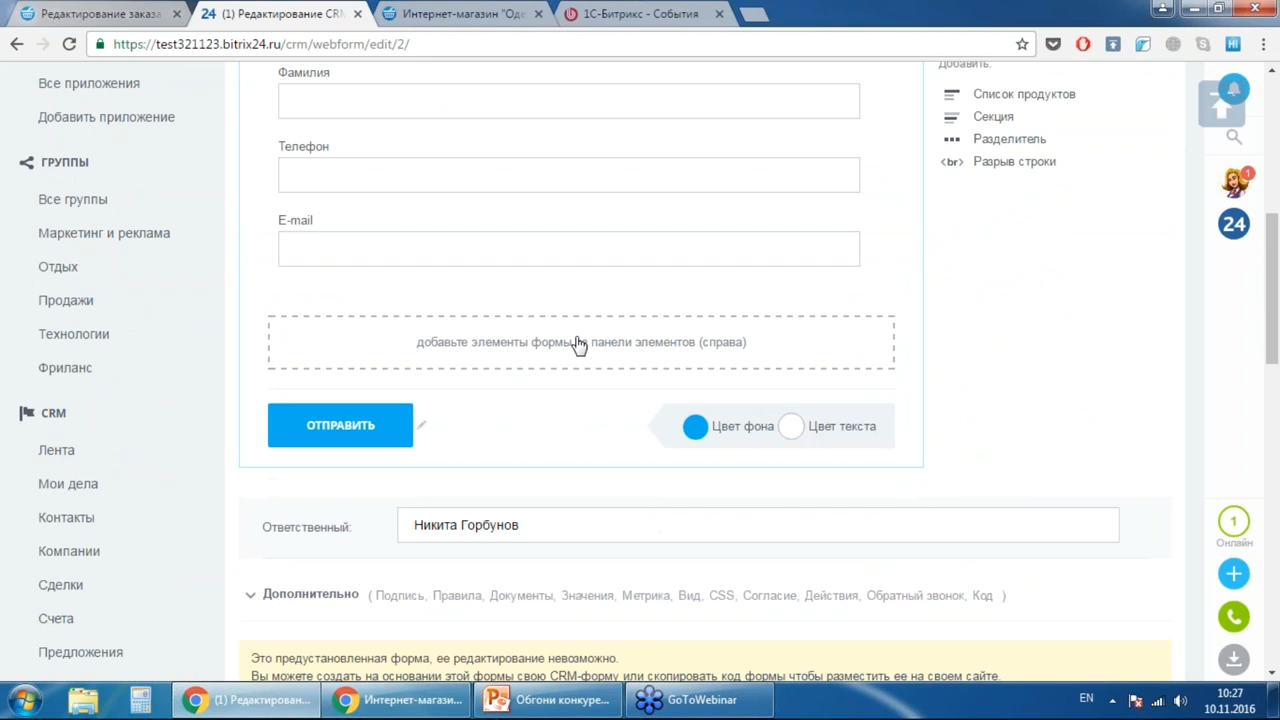 Редактирование заказа
24 (1) Редактирование CRM
Интернет-магазин "Оде
1С-Битрикс - События
https://test321123.bitrix24.ru/crm/webform/edit/2/
Все приложения
Добавить приложение
ГРУППЫ
Все группы
Маркетинг и реклама
Отдых
Продажи
Технологии
Фриланс
CRM
Лента
Мои дела
Контакты
Компании
Сделки
Счета
Предложения
Фамилия
Телефон
E-mail
добавьте элементы формы панели элементов (справа)
ОТПРАВИТЬ
Цвет фона
Цвет текста
Ответственный:
Никита Горбунов
Дополнительно ( Подпись, Правила, Документы, Значения, Метрика, Вид, CSS, Согласие, Действия, Обратный звонок, Код )
Это предустановленная форма, ее редактирование невозможно.
Вы можете создать на основании этой формы свою CRM-форму или скопировать код формы чтобы разместить ее на своем сайте.
Добавить:
Список продуктов
Секция
Разделитель
<br> Разрыв строки
Hi
1
24
1
Онлайн
(1) Редактирован...
Интернет-магази...
Обгони конкуре...
GoToWebinar
EN
10:27
10.11.2016